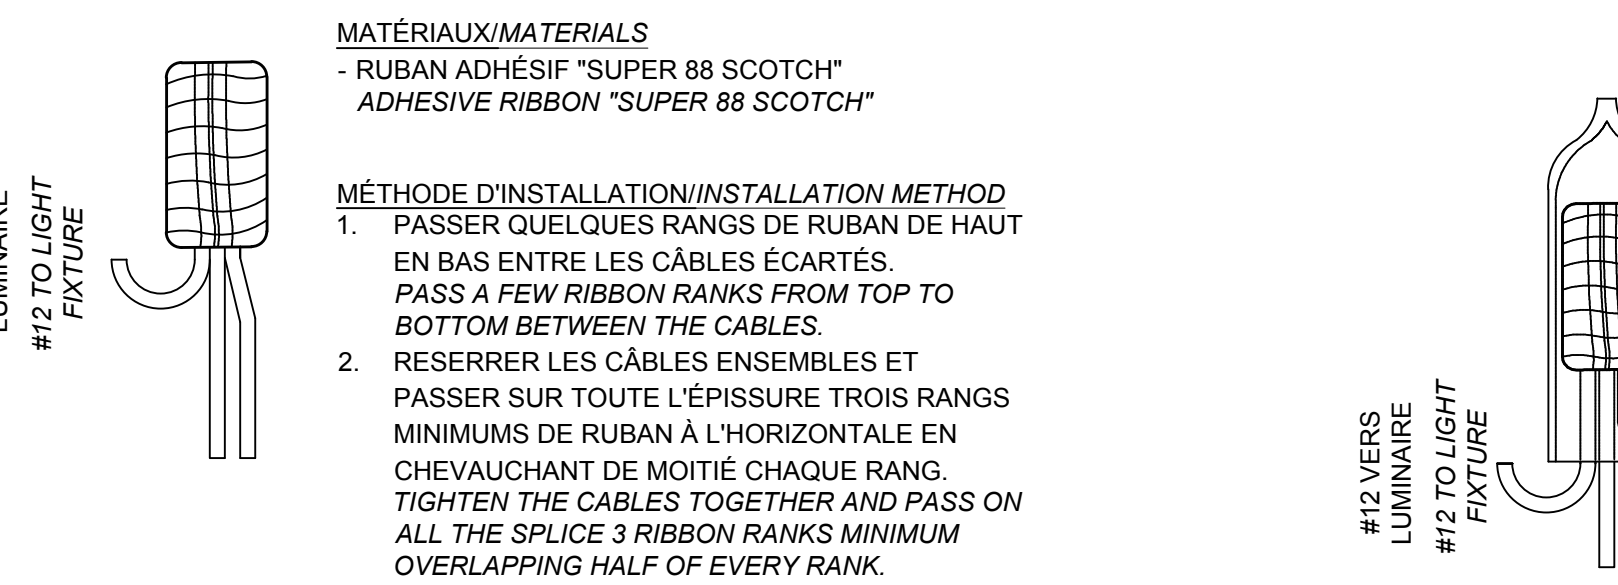 LUMINAIRE
#12 TO LIGHT
FIXTURE
MATÉRIAUX/MATERIALS
- RUBAN ADHÉSIF "SUPER 88 SCOTCH"
ADHESIVE RIBBON "SUPER 88 SCOTCH"
MÉTHODE D'INSTALLATION/INSTALLATION METHOD
1. PASSER QUELQUES RANGS DE RUBAN DE HAUT
EN BAS ENTRE LES CÂBLES ÉCARTÉS.
PASS A FEW RIBBON RANKS FROM TOP TO
BOTTOM BETWEEN THE CABLES.
2. RESERRER LES CÂBLES ENSEMBLES ET
PASSER SUR TOUTE L'ÉPISSURE TROIS RANGS
MINIMUMS DE RUBAN À L'HORIZONTALE EN
CHEVAUCHANT DE MOITIÉ CHAQUE RANG.
TIGHTEN THE CABLES TOGETHER AND PASS ON
ALL THE SPLICE 3 RIBBON RANKS MINIMUM
OVERLAPPING HALF OF EVERY RANK.
#12 VERS
LUMINAIRE
#12 TO LIGHT
FIXTURE